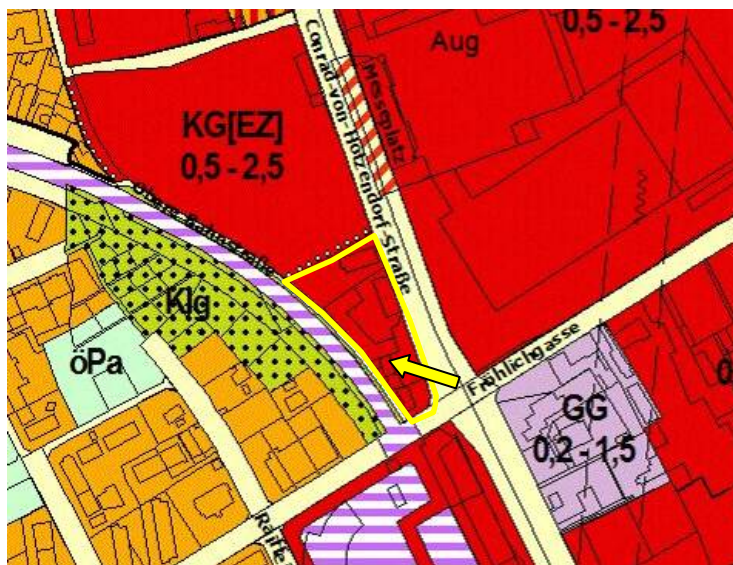 0,5 - 2,5
Aug
Conrad-von-Hötzendorf-Straße
Messeplatz
KG[EZ]
0,5 - 2,5
Klg
öPa
Fröhlichgasse
GG
0,2 - 1,5